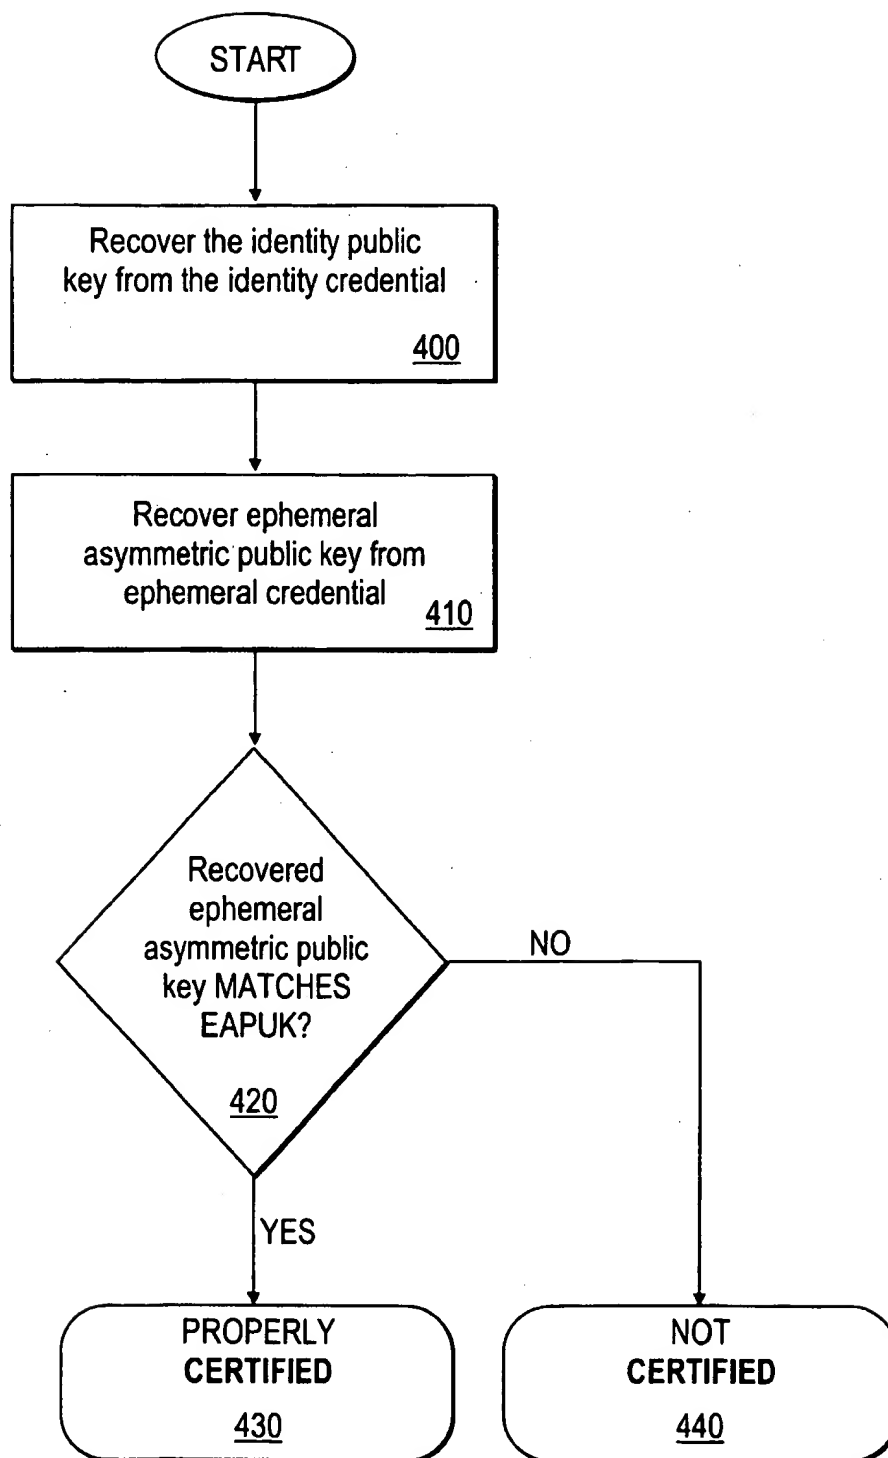 START
Recover the identity public
key from the identity credential
400
Recover ephemeral
asymmetric public key from
ephemeral credential
410
Recovered
ephemeral
asymmetric public
key MATCHES
EAPUK?
420
NO
YES
PROPERLY
CERTIFIED
430
NOT
CERTIFIED
440